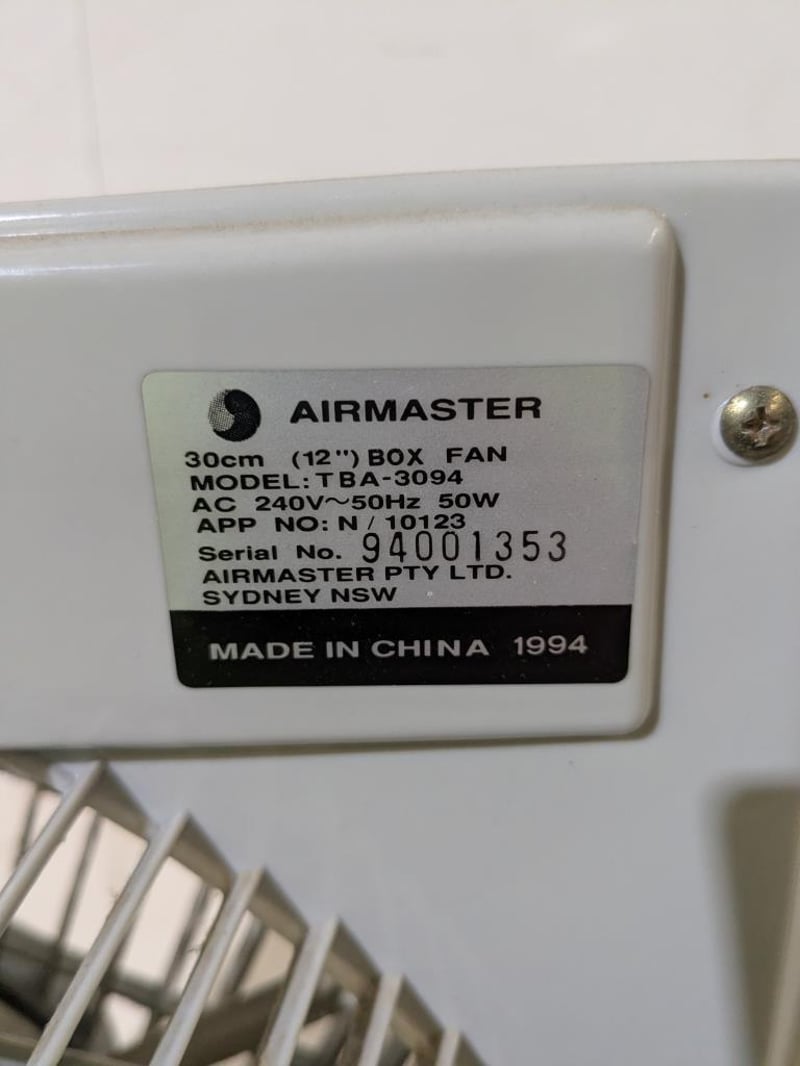 AIRMASTER
30cm (12") BOX FAN
MODEL: TBA-3094
AC 240V~50Hz 50W
APP NO: N / 10123
Serial No. 94001353
AIRMASTER PTY LTD.
SYDNEY NSW
MADE IN CHINA 1994